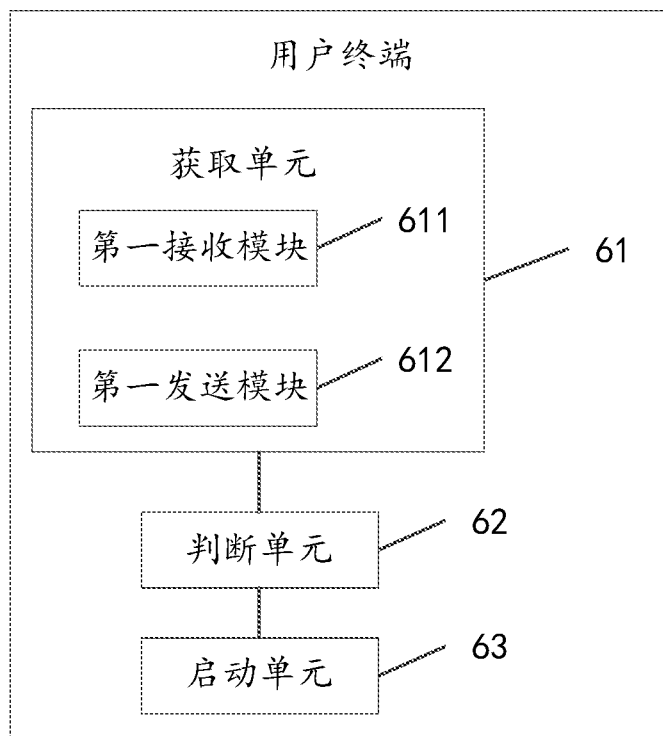 用户终端
获取单元
第一接收模块
611
61
第一发送模块
612
判断单元
62
启动单元
63